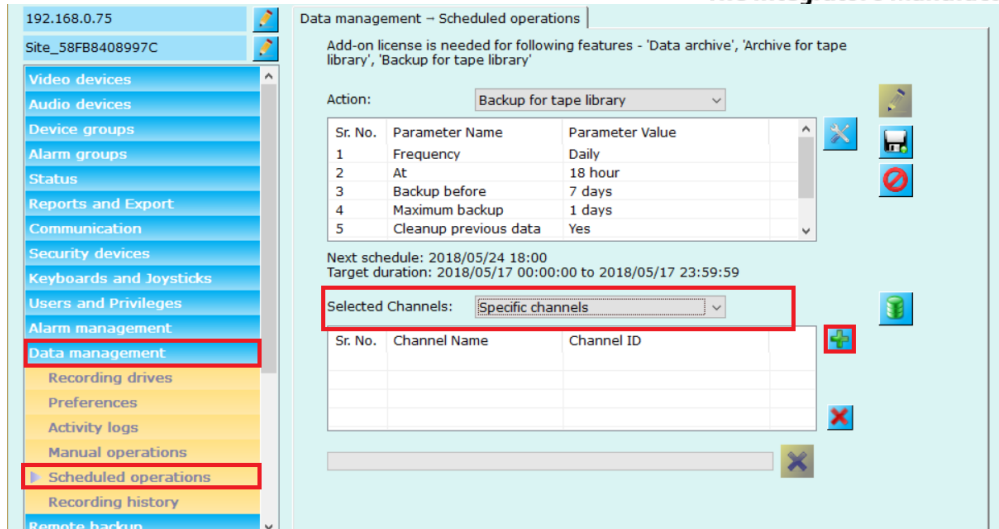 192.168.0.75
Site_58FB8408997C
Video devices
Audio devices
Device groups
Alarm groups
Status
Reports and Export
Communication
Security devices
Keyboards and Joysticks
Users and Privileges
Alarm management
Data management
Recording drives
Preferences
Activity logs
Manual operations
Scheduled operations
Recording history
Remote backup
Data management – Scheduled operations
Add-on license is needed for following features - 'Data archive', 'Archive for tape
library', 'Backup for tape library'
Action: Backup for tape library
Sr. No. Parameter Name Parameter Value
1 Frequency Daily
2 At 18 hour
3 Backup before 7 days
4 Maximum backup 1 days
5 Cleanup previous data Yes
Next schedule: 2018/05/24 18:00
Target duration: 2018/05/17 00:00:00 to 2018/05/17 23:59:59
Selected Channels: Specific channels
Sr. No. Channel Name Channel ID